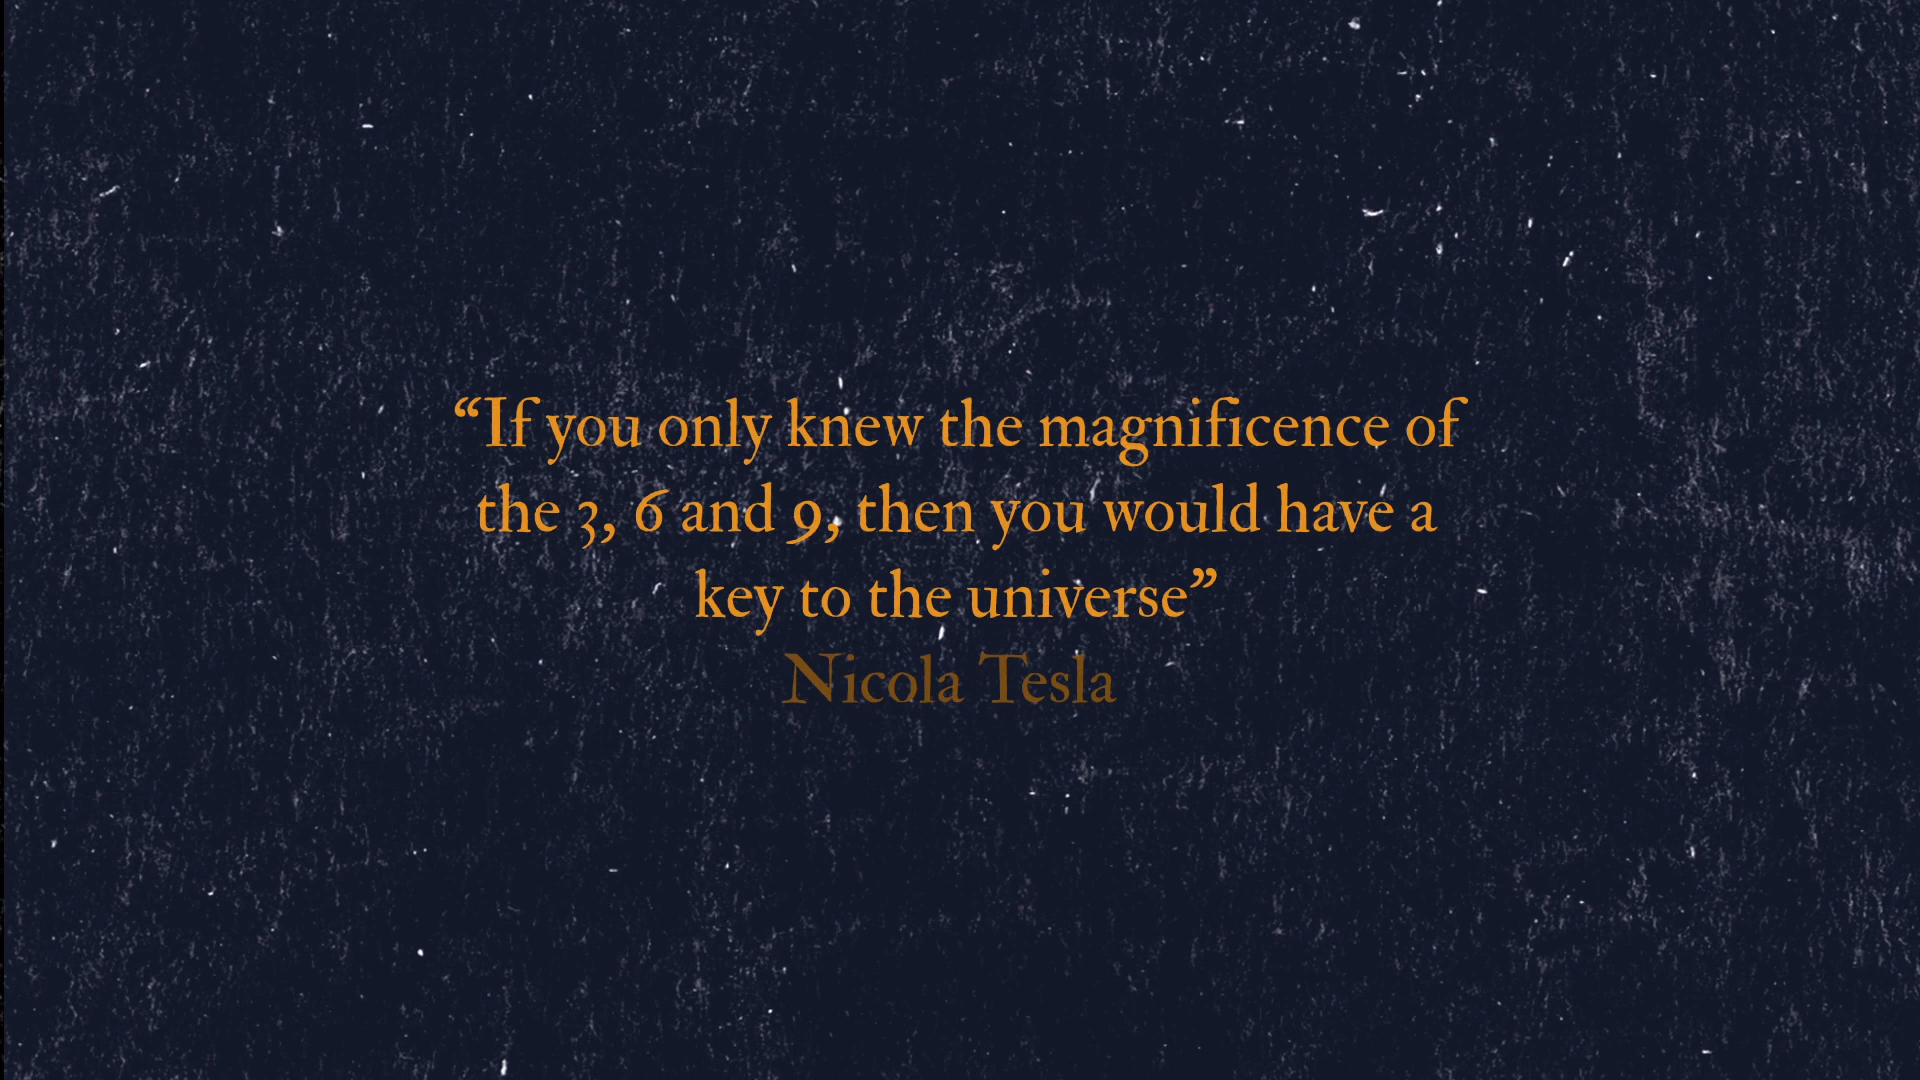 “If you only knew the magnificence of
the 3, 6 and 9, then you would have a
key to the universe”
Nicola Tesla